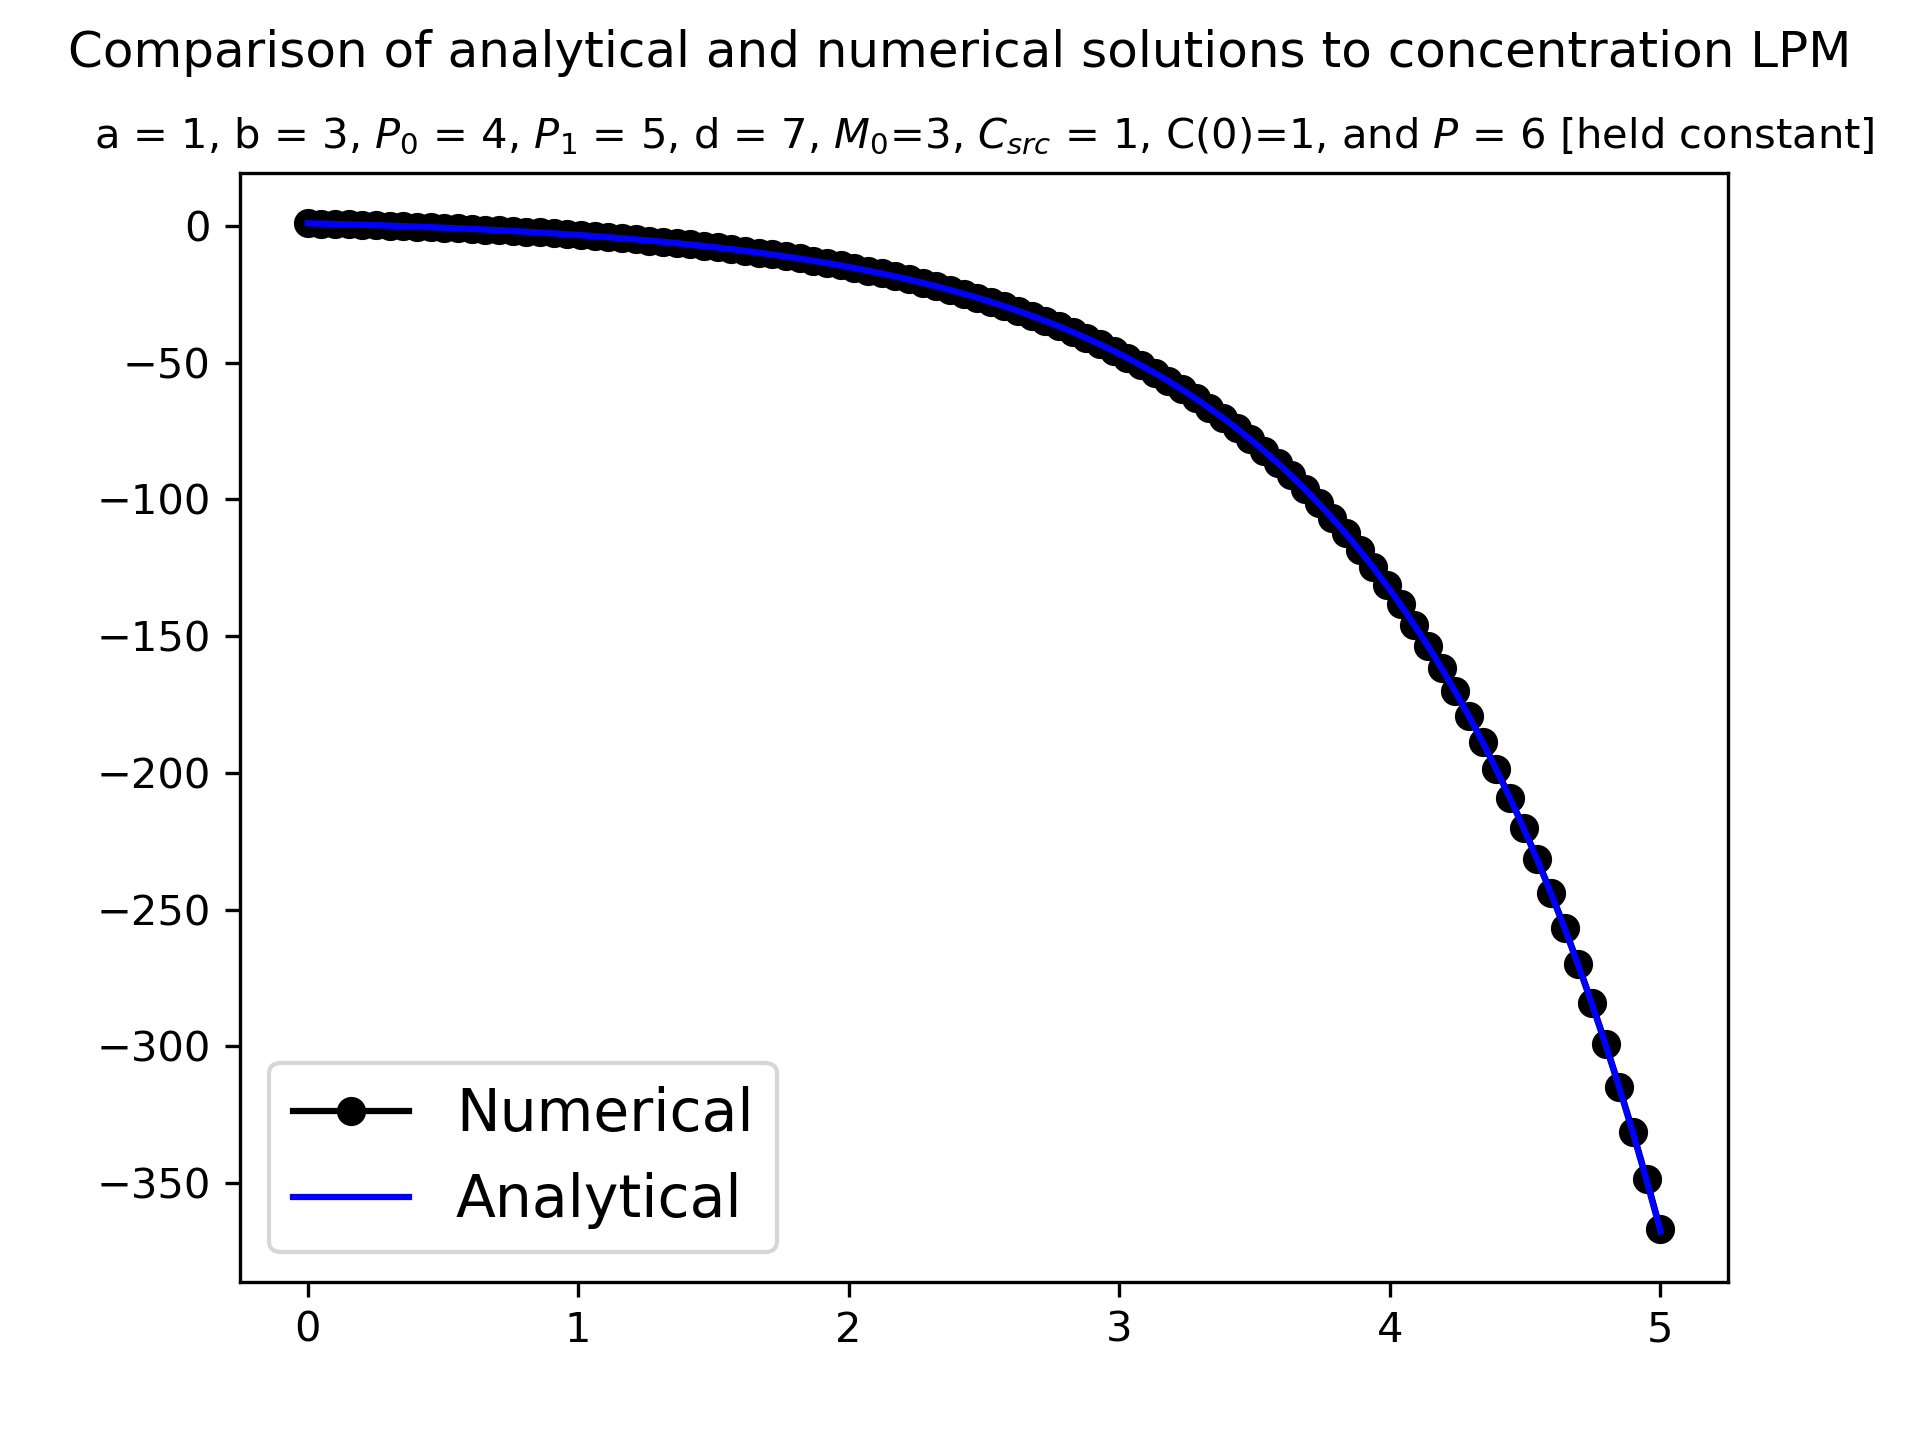 Comparison of analytical and numerical solutions to concentration LPM
a = 1, b = 3, P₀ = 4, P₁ = 5, d = 7, M₀=3, Cₛᵣ꜀ = 1, C(0)=1, and P = 6 [held constant]
0
−50
−100
−150
−200
−250
−300
−350
Numerical
Analytical
0 1 2 3 4 5